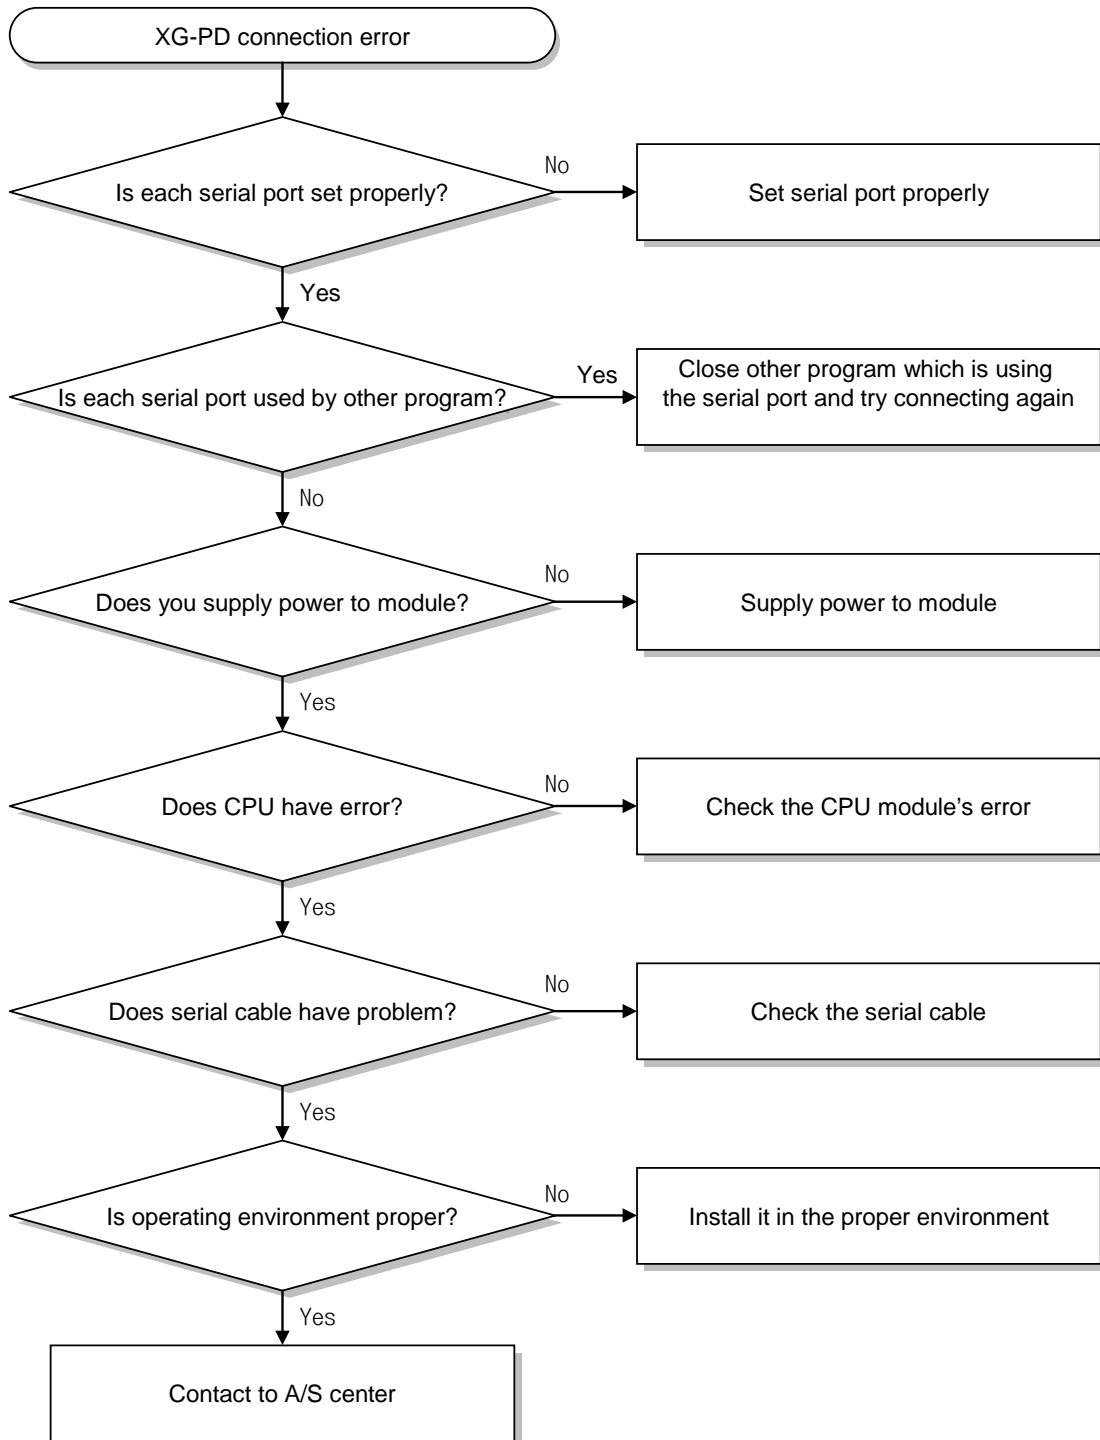 XG-PD connection error
Is each serial port set properly?
No
Set serial port properly
Yes
Is each serial port used by other program?
Yes
Close other program which is using
the serial port and try connecting again
No
Does you supply power to module?
No
Supply power to module
Yes
Does CPU have error?
No
Check the CPU module’s error
Yes
Does serial cable have problem?
No
Check the serial cable
Yes
Is operating environment proper?
No
Install it in the proper environment
Yes
Contact to A/S center